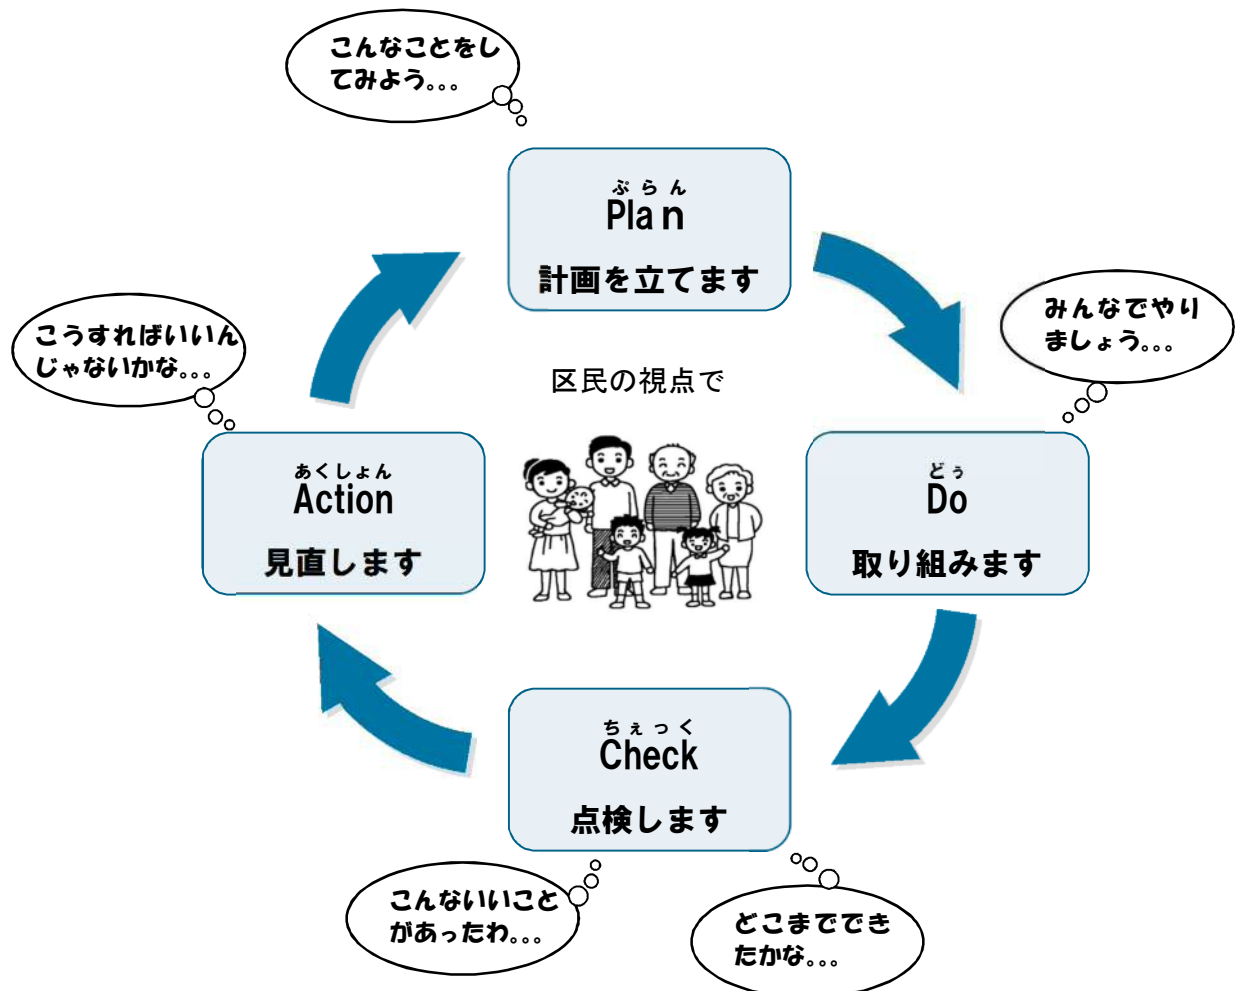 こんなことをし
てみよう。。。
ぷらん
Plan
計画を立てます
みんなでやり
ましょう。。。
こうすればいいん
じゃないかな。。。
区民の視点で
あくしょん
Action
見直します
どぅ
Do
取り組みます
ちぇっく
Check
点検します
こんないいこと
があったわ。。。
どこまででき
たかな。。。